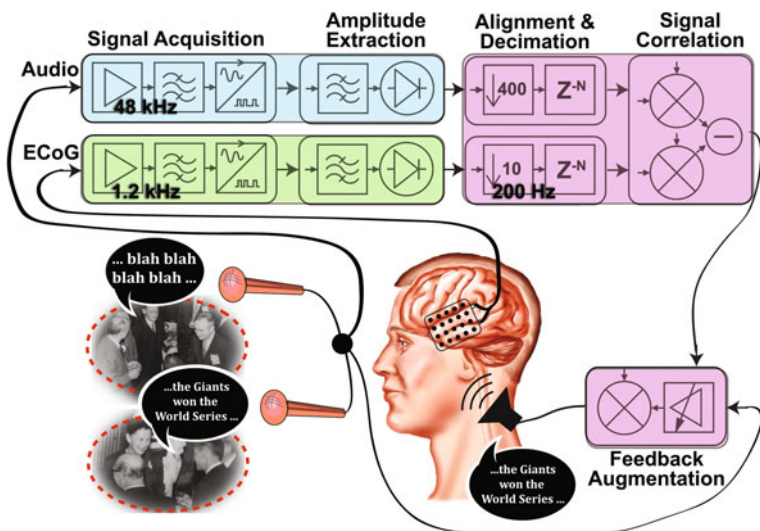 Signal Acquisition
Amplitude
Extraction
Alignment &
Decimation
Signal
Correlation
Audio
48 kHz
↓400
Z-N
ECoG
1.2 kHz
↓10
Z-N
200 Hz
... blah blah
blah blah ...
...the Giants
won the
World Series ...
...the Giants
won the
World Series ...
Feedback
Augmentation